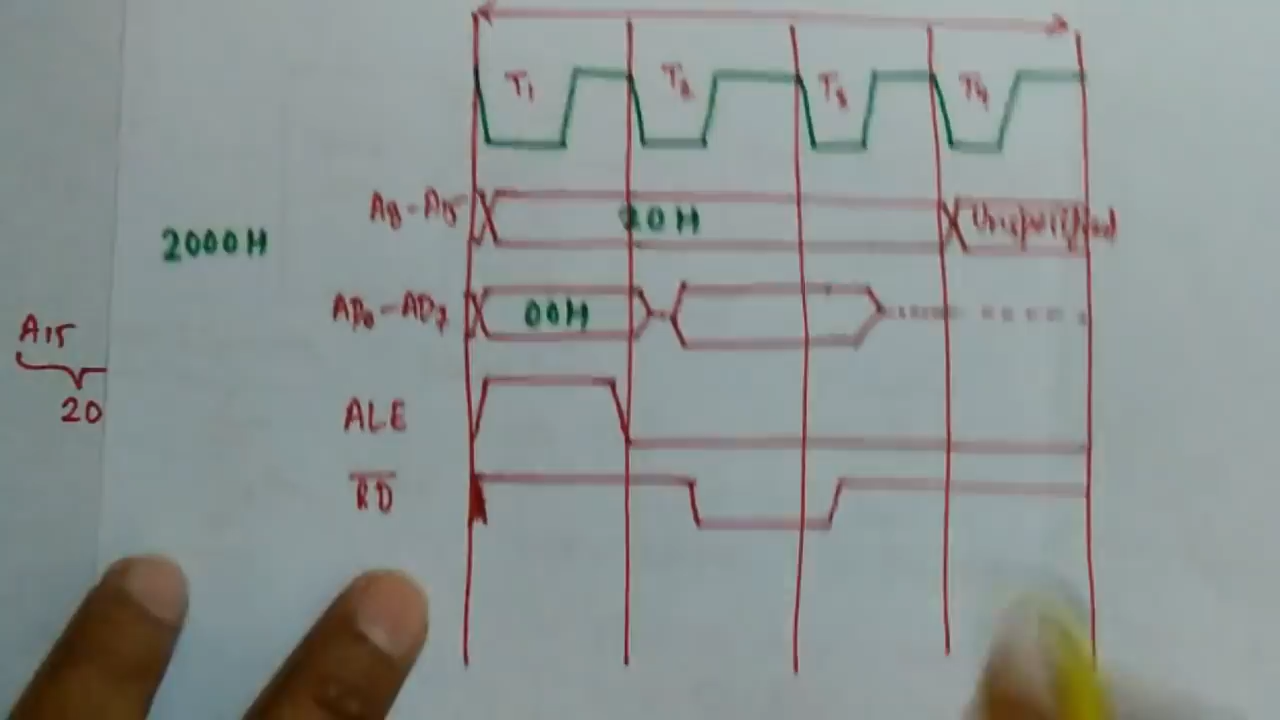 T1 T2 T3 T4
A8-A15 20H Unspecified
2000H
AD0-AD7 00H
A15
20
ALE
RD